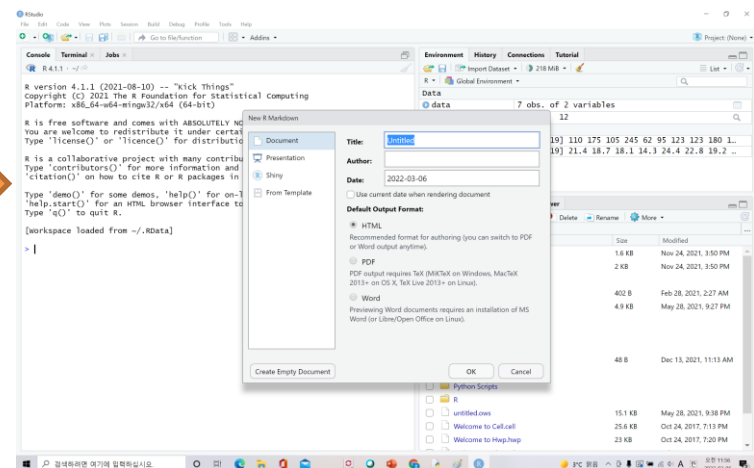 RStudio
File Edit Code View Plots Session Build Debug Profile Tools Help
Go to file/function Addins
Project: (None)
Console Terminal Jobs
R 4.1.1 · ~/
R version 4.1.1 (2021-08-10) -- "Kick Things"
Copyright (C) 2021 The R Foundation for Statistical Computing
Platform: x86_64-w64-mingw32/x64 (64-bit)
R is free software and comes with ABSOLUTELY NO
You are welcome to redistribute it under certai
Type 'license()' or 'licence()' for distributio
R is a collaborative project with many contribu
Type 'contributors()' for more information and
'citation()' on how to cite R or R packages in
Type 'demo()' for some demos, 'help()' for on-l
'help.start()' for an HTML browser interface to
Type 'q()' to quit R.
[Workspace loaded from ~/.RData]
>
Environment History Connections Tutorial
Import Dataset 218 MiB List
R Global Environment
Data
data 7 obs. of 2 variables
12
19] 110 175 105 245 62 95 123 123 180 1…
19] 21.4 18.7 18.1 14.3 24.4 22.8 19.2 …
New R Markdown
Document
Presentation
Shiny
From Template
Title: Untitled
Author:
Date: 2022-03-06
Use current date when rendering document
Default Output Format:
HTML
Recommended format for authoring (you can switch to PDF
or Word output anytime).
PDF
PDF output requires TeX (MiKTeX on Windows, MacTeX
2013+ on OS X, TeX Live 2013+ on Linux).
Word
Previewing Word documents requires an installation of MS
Word (or Libre/Open Office on Linux).
Create Empty Document OK Cancel
wer
Delete Rename More
Size Modified
1.6 KB Nov 24, 2021, 3:50 PM
2 KB Nov 24, 2021, 3:50 PM
402 B Feb 28, 2021, 2:27 AM
4.9 KB May 28, 2021, 9:27 PM
48 B Dec 13, 2021, 11:13 AM
Python Scripts
R
untitled.ows 15.1 KB May 28, 2021, 9:38 PM
Welcome to Cell.cell 25.6 KB Oct 24, 2017, 7:13 PM
Welcome to Hwp.hwp 23 KB Oct 24, 2017, 7:20 PM
검색하려면 여기에 입력하십시오.
오전 11:56